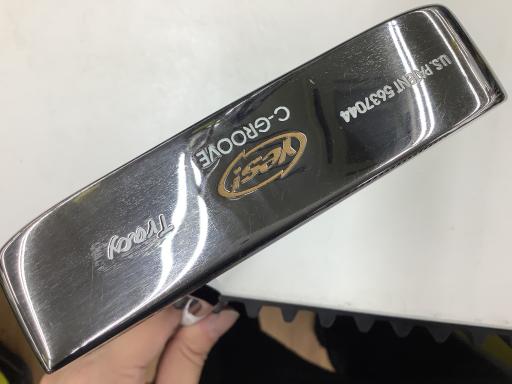 U.S. PATENT 5637044
C-GROOVE
Yes!
Tracy